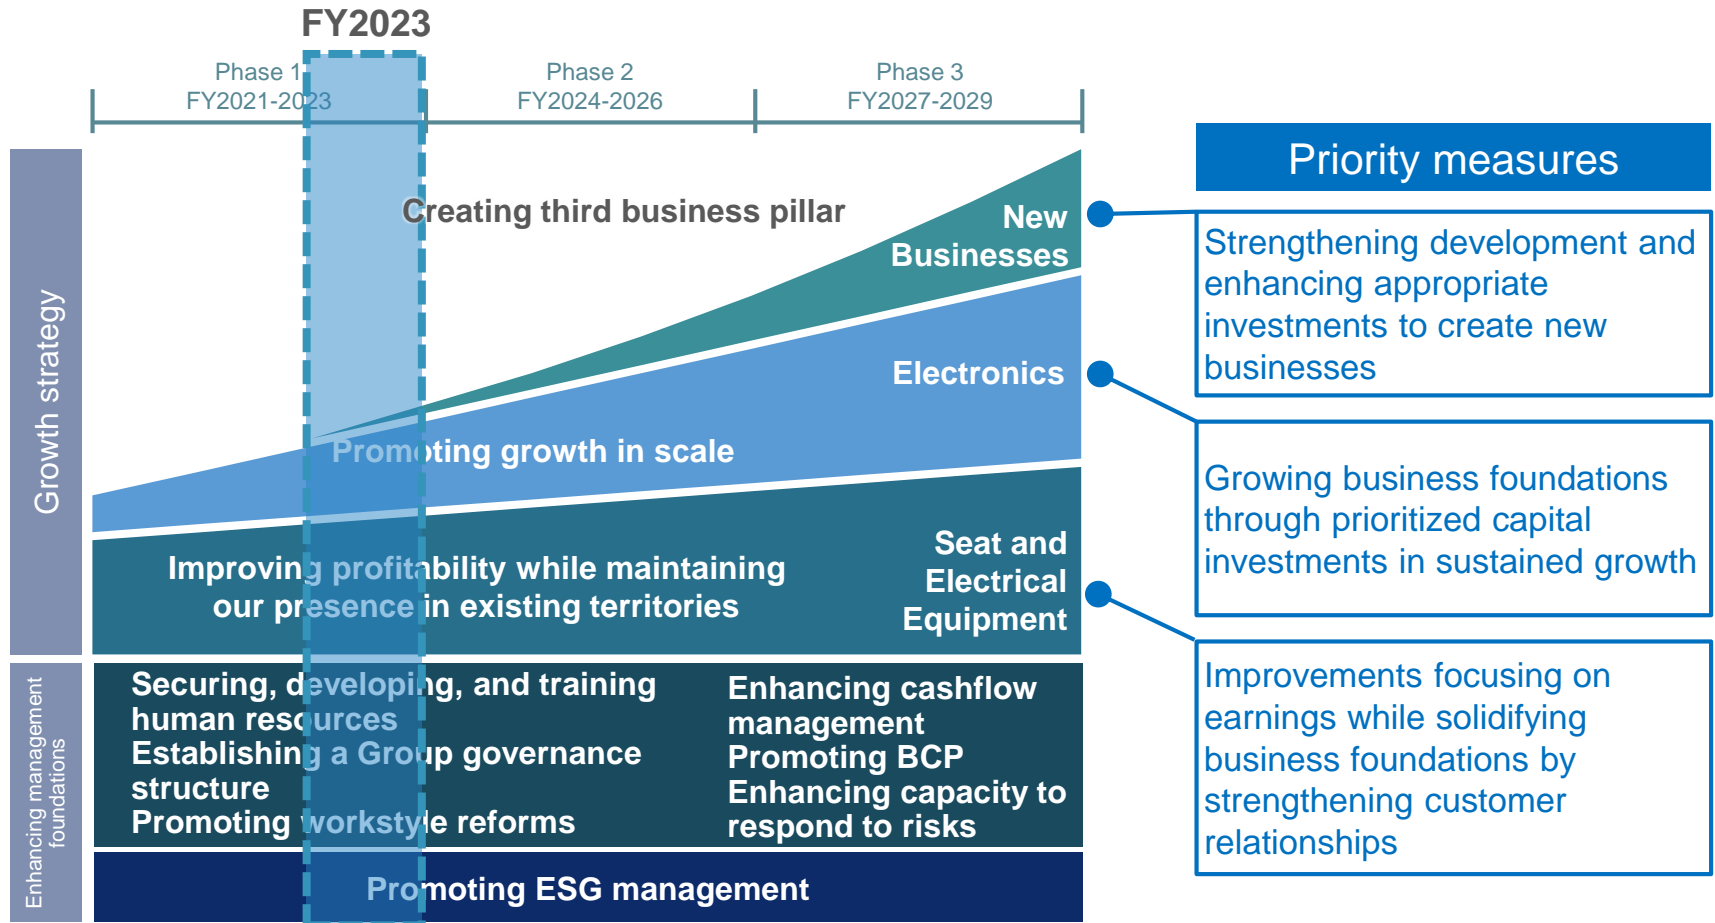 FY2023
Phase 1
FY2021-2023
Phase 2
FY2024-2026
Phase 3
FY2027-2029
Growth strategy
Creating third business pillar
New
Businesses
Electronics
Promoting growth in scale
Improving profitability while maintaining
our presence in existing territories
Seat and
Electrical
Equipment
Enhancing management
foundations
Securing, developing, and training
human resources
Establishing a Group governance
structure
Promoting workstyle reforms
Enhancing cashflow
management
Promoting BCP
Enhancing capacity to
respond to risks
Promoting ESG management
Priority measures
Strengthening development and
enhancing appropriate
investments to create new
businesses
Growing business foundations
through prioritized capital
investments in sustained growth
Improvements focusing on
earnings while solidifying
business foundations by
strengthening customer
relationships